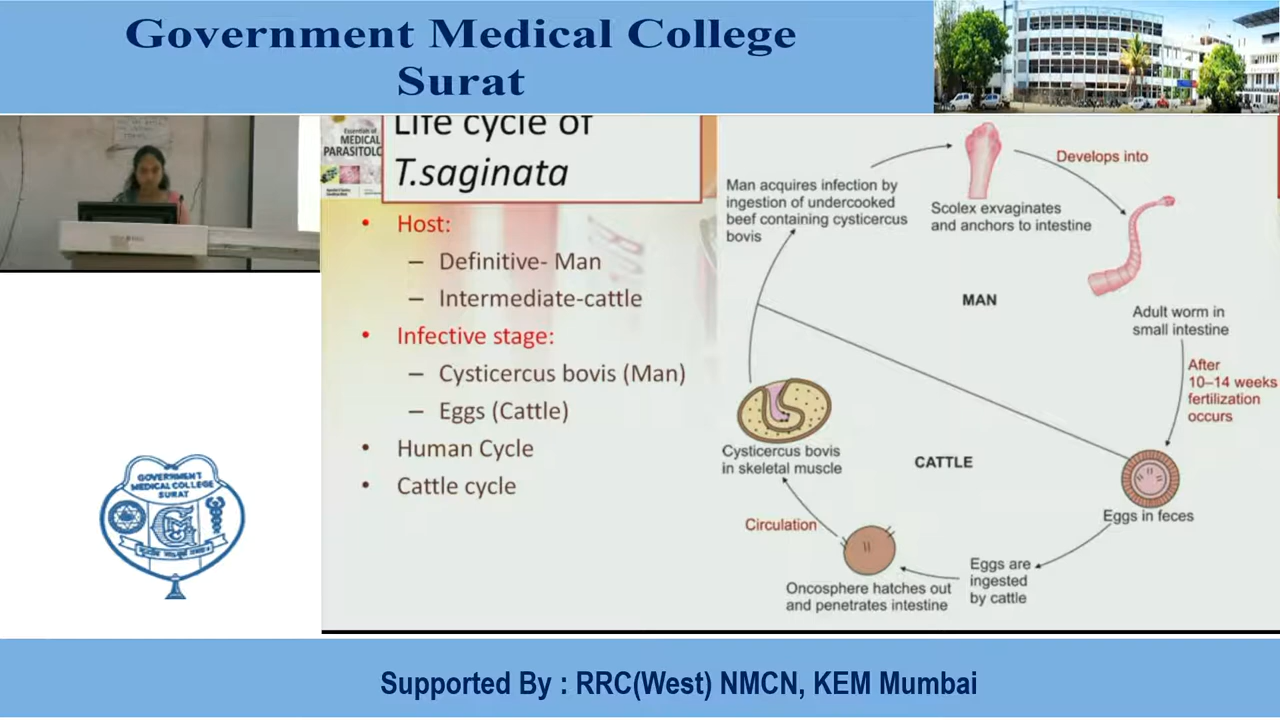 Government Medical College
Surat
Essentials of
MEDICAL
PARASITOLO
Life cycle of
T.saginata
• Host:
– Definitive- Man
– Intermediate-cattle
• Infective stage:
– Cysticercus bovis (Man)
– Eggs (Cattle)
• Human Cycle
• Cattle cycle
Man acquires infection by
ingestion of undercooked
beef containing cysticercus
bovis
Scolex exvaginates
and anchors to intestine
Develops into
MAN
Adult worm in
small intestine
After
10–14 weeks
fertilization
occurs
Cysticercus bovis
in skeletal muscle
CATTLE
Eggs in feces
Circulation
Eggs are
ingested
by cattle
Oncosphere hatches out
and penetrates intestine
GOVERNMENT
MEDICAL COLLEGE
SURAT
Supported By : RRC(West) NMCN, KEM Mumbai